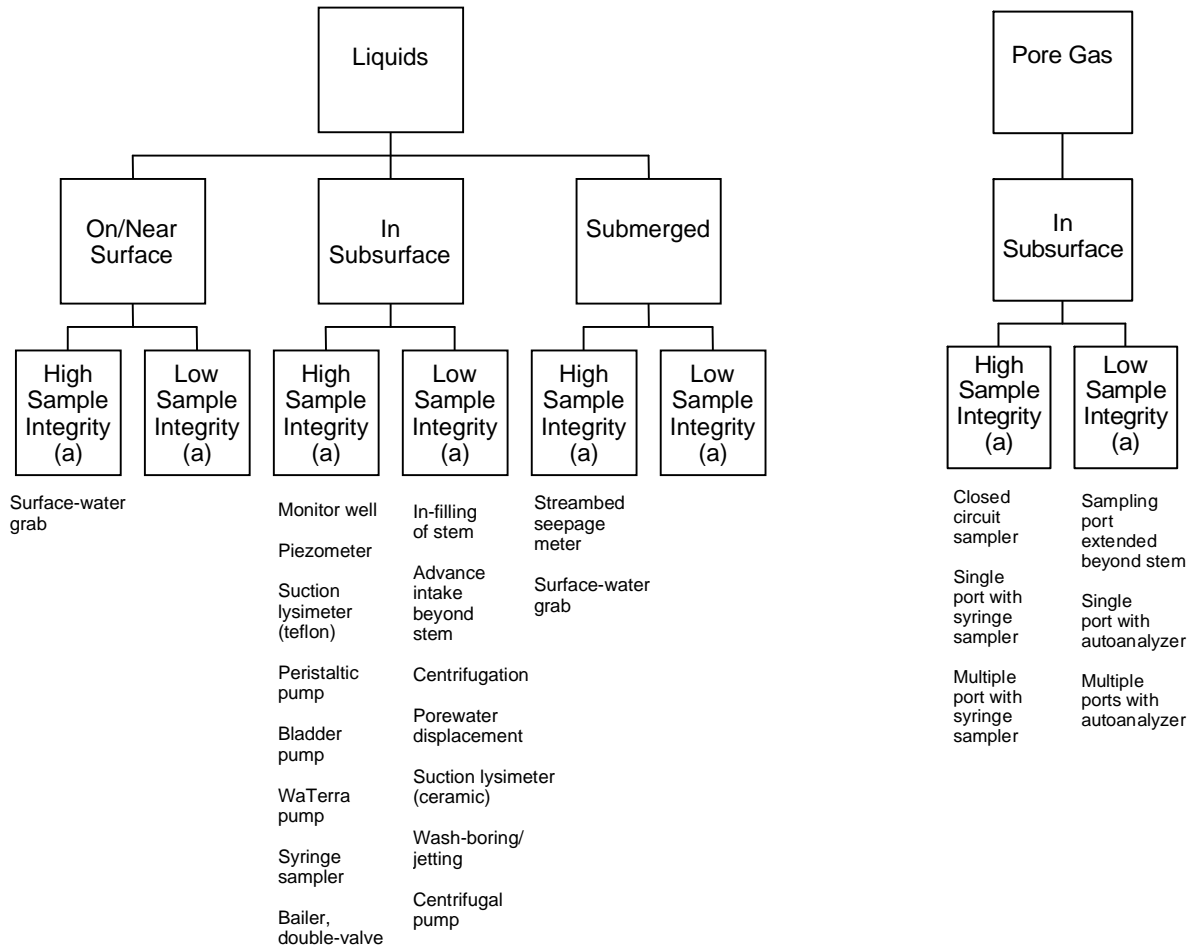 Liquids
Pore Gas
On/Near
Surface
In
Subsurface
Submerged
In
Subsurface
High
Sample
Integrity
(a)
Low
Sample
Integrity
(a)
High
Sample
Integrity
(a)
Low
Sample
Integrity
(a)
High
Sample
Integrity
(a)
Low
Sample
Integrity
(a)
High
Sample
Integrity
(a)
Low
Sample
Integrity
(a)
Surface-water
grab
Monitor well
Piezometer
Suction
lysimeter
(teflon)
Peristaltic
pump
Bladder
pump
WaTerra
pump
Syringe
sampler
Bailer,
double-valve
In-filling
of stem
Advance
intake
beyond
stem
Centrifugation
Porewater
displacement
Suction lysimeter
(ceramic)
Wash-boring/
jetting
Centrifugal
pump
Streambed
seepage
meter
Surface-water
grab
Closed
circuit
sampler
Single
port with
syringe
sampler
Multiple
port with
syringe
sampler
Sampling
port
extended
beyond stem
Single
port with
autoanalyzer
Multiple
ports with
autoanalyzer